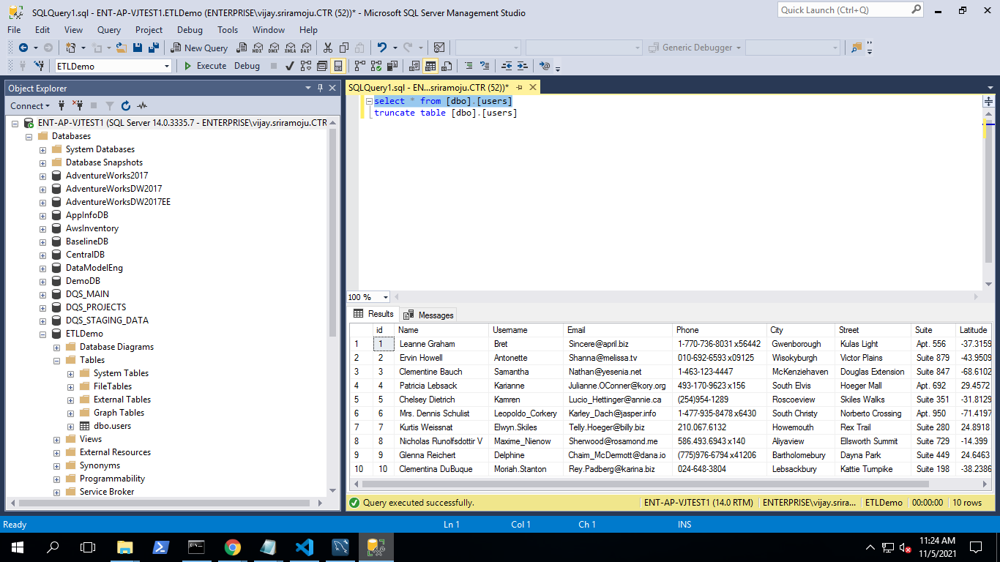 SQLQuery1.sql - ENT-AP-VJTEST1.ETLDemo (ENTERPRISE\vijay.sriramoju.CTR (52))* - Microsoft SQL Server Management Studio
Quick Launch (Ctrl+Q)
File Edit View Query Project Debug Tools Window Help
New Query MDX DMX XMLA DAX Generic Debugger
ETLDemo Execute Debug
Object Explorer
SQLQuery1.sql - EN...sriramoju.CTR (52))*
Connect
select * from [dbo].[users]
truncate table [dbo].[users]
ENT-AP-VJTEST1 (SQL Server 14.0.3335.7 - ENTERPRISE\vijay.sriramoju.CTR
Databases
System Databases
Database Snapshots
AdventureWorks2017
AdventureWorksDW2017
AdventureWorksDW2017EE
AppInfoDB
AwsInventory
BaselineDB
CentralDB
DataModelEng
DemoDB
DQS_MAIN
DQS_PROJECTS
DQS_STAGING_DATA
ETLDemo
Database Diagrams
Tables
System Tables
FileTables
External Tables
Graph Tables
dbo.users
Views
External Resources
Synonyms
Programmability
Service Broker
100 %
Results Messages
id Name Username Email Phone City Street Suite Latitude
1 1 Leanne Graham Bret Sincere@april.biz 1-770-736-8031 x56442 Gwenborough Kulas Light Apt. 556 -37.3159
2 2 Ervin Howell Antonette Shanna@melissa.tv 010-692-6593 x09125 Wisokyburgh Victor Plains Suite 879 -43.9509
3 3 Clementine Bauch Samantha Nathan@yesenia.net 1-463-123-4447 McKenziehaven Douglas Extension Suite 847 -68.6102
4 4 Patricia Lebsack Karianne Julianne.OConner@kory.org 493-170-9623 x156 South Elvis Hoeger Mall Apt. 692 29.4572
5 5 Chelsey Dietrich Kamren Lucio_Hettinger@annie.ca (254)954-1289 Roscoeview Skiles Walks Suite 351 -31.8129
6 6 Mrs. Dennis Schulist Leopoldo_Corkery Karley_Dach@jasper.info 1-477-935-8478 x6430 South Christy Norberto Crossing Apt. 950 -71.4197
7 7 Kurtis Weissnat Elwyn.Skiles Telly.Hoeger@billy.biz 210.067.6132 Howemouth Rex Trail Suite 280 24.8918
8 8 Nicholas Runolfsdottir V Maxime_Nienow Sherwood@rosamond.me 586.493.6943 x140 Aliyaview Ellsworth Summit Suite 729 -14.399
9 9 Glenna Reichert Delphine Chaim_McDermott@dana.io (775)976-6794 x41206 Bartholomebury Dayna Park Suite 449 24.6463
10 10 Clementina DuBuque Moriah.Stanton Rey.Padberg@karina.biz 024-648-3804 Lebsackbury Kattie Turnpike Suite 198 -38.2386
Query executed successfully. ENT-AP-VJTEST1 (14.0 RTM) ENTERPRISE\vijay.srira... ETLDemo 00:00:00 10 rows
Ready Ln 1 Col 1 Ch 1 INS
11:24 AM
11/5/2021